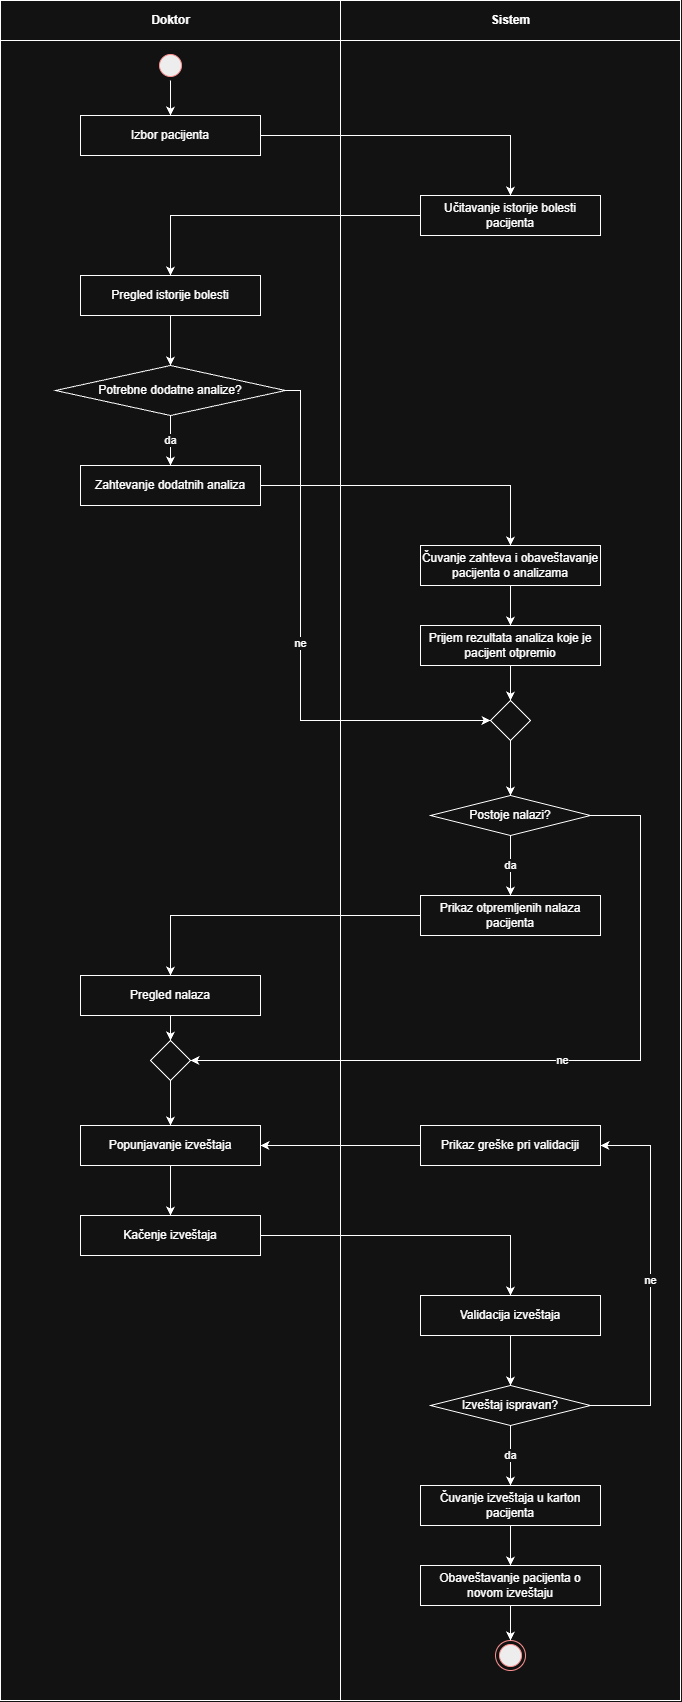 Doktor
Sistem
Izbor pacijenta
Učitavanje istorije bolesti
pacijenta
Pregled istorije bolesti
Potrebne dodatne analize?
da
Zahtevanje dodatnih analiza
Čuvanje zahteva i obaveštavanje
pacijenta o analizama
Prijem rezultata analiza koje je
pacijent otpremio
ne
Postoje nalazi?
da
Prikaz otpremljenih nalaza
pacijenta
Pregled nalaza
ne
Popunjavanje izveštaja
Prikaz greške pri validaciji
Kačenje izveštaja
ne
Validacija izveštaja
Izveštaj ispravan?
da
Čuvanje izveštaja u karton
pacijenta
Obaveštavanje pacijenta o
novom izveštaju